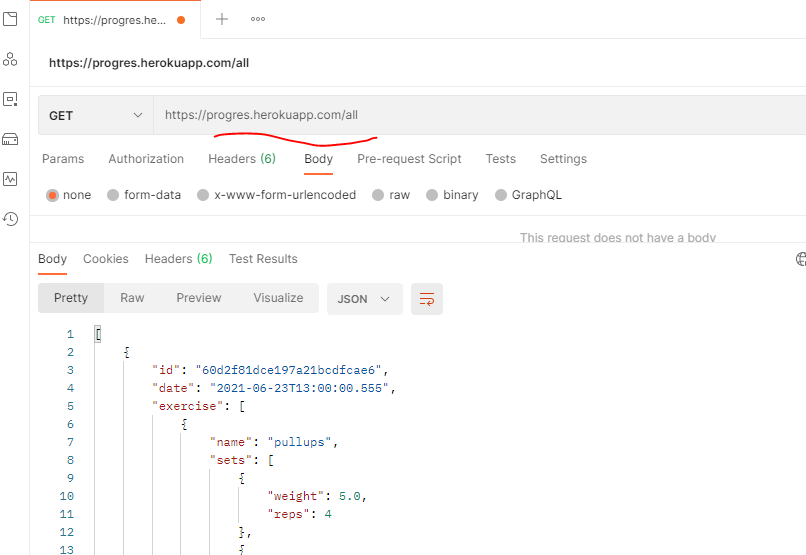 GET https://progres.he...
https://progres.herokuapp.com/all
GET https://progres.herokuapp.com/all
Params Authorization Headers (6) Body Pre-request Script Tests Settings
none form-data x-www-form-urlencoded raw binary GraphQL
This request does not have a body
Body Cookies Headers (6) Test Results
Pretty Raw Preview Visualize JSON
1 [
2 {
3 "id": "60d2f81dce197a21bcdfcae6",
4 "date": "2021-06-23T13:00:00.555",
5 "exercise": [
6 {
7 "name": "pullups",
8 "sets": [
9 {
10 "weight": 5.0,
11 "reps": 4
12 },
13 {